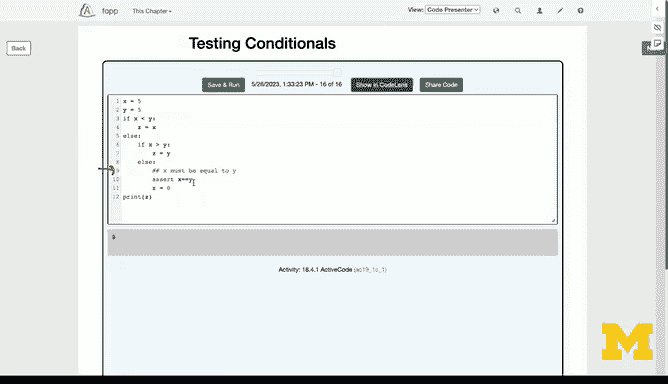 fopp
This Chapter
View: Code Presenter
Back
Testing Conditionals
Save & Run
5/26/2023, 1:33:23 PM - 16 of 16
Show in CodeLens
Share Code
1 x = 5
2 y = 5
3 if x < y:
4 z = x
5 else:
6 if x > y:
7 z = y
8 else:
9 ## x must be equal to y
10 assert x==y
11 z = 0
12 print(z)
Activity: 18.4.1 ActiveCode (ac19_1c_1)
M